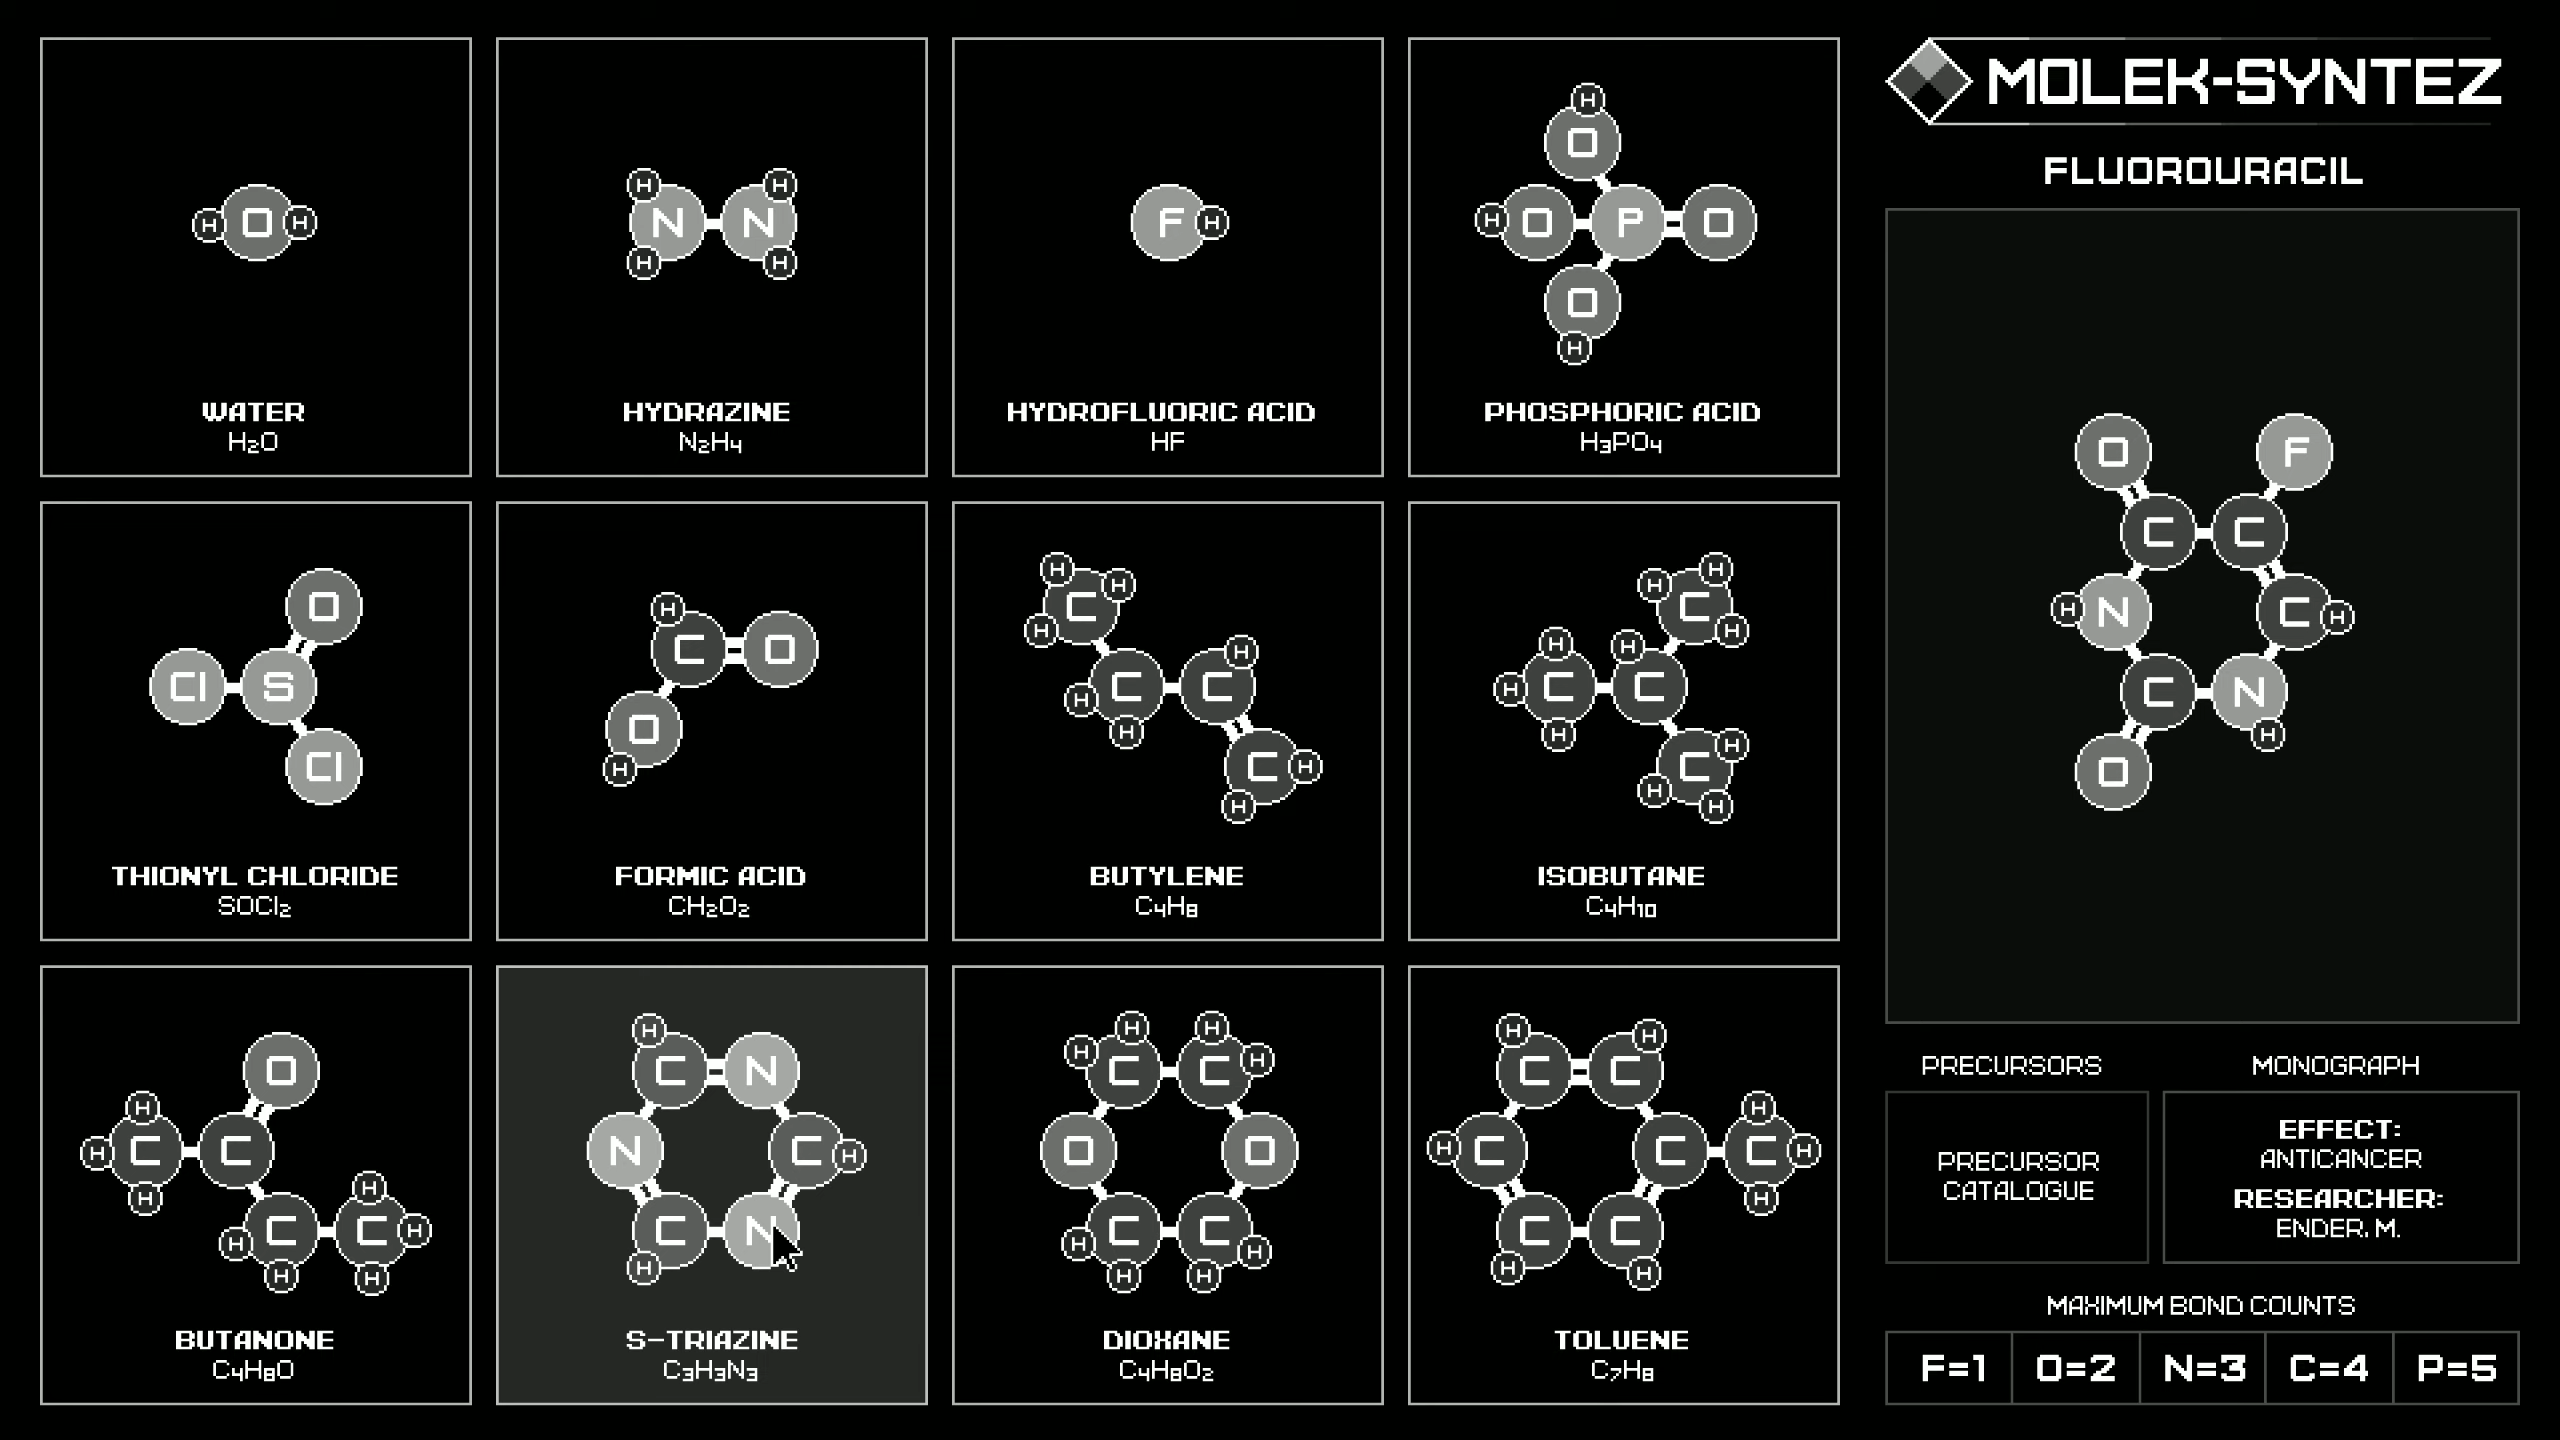 MOLEK-SYNTEZ
FLUOROURACIL
H O H
H H
N N
H H
F H
H
O
H O P O
O
H
WATER
H₂O
HYDRAZINE
N₂H₄
HYDROFLUORIC ACID
HF
PHOSPHORIC ACID
H₃PO₄
O
Cl S
Cl
H
C O
O
H
H H
C
H
H
C C
H
H
C H
H
H H
C
H
H H
H C C
H
C H
H H
THIONYL CHLORIDE
SOCl₂
FORMIC ACID
CH₂O₂
BUTYLENE
C₄H₈
ISOBUTANE
C₄H₁₀
O
H
H C C
H
H
H C C H
H H
H
C N
N C H
C N
H
H H
H C C H
O O
H C C H
H H
H H
C C
H
H C C C H
H
C C
H H
BUTANONE
C₄H₈O
S-TRIAZINE
C₃H₃N₃
DIOXANE
C₄H₈O₂
TOLUENE
C₇H₈
O F
C C
H N C H
C N
H
O
PRECURSORS
PRECURSOR
CATALOGUE
MONOGRAPH
EFFECT:
ANTICANCER
RESEARCHER:
ENDER, M.
MAXIMUM BOND COUNTS
F=1 O=2 N=3 C=4 P=5